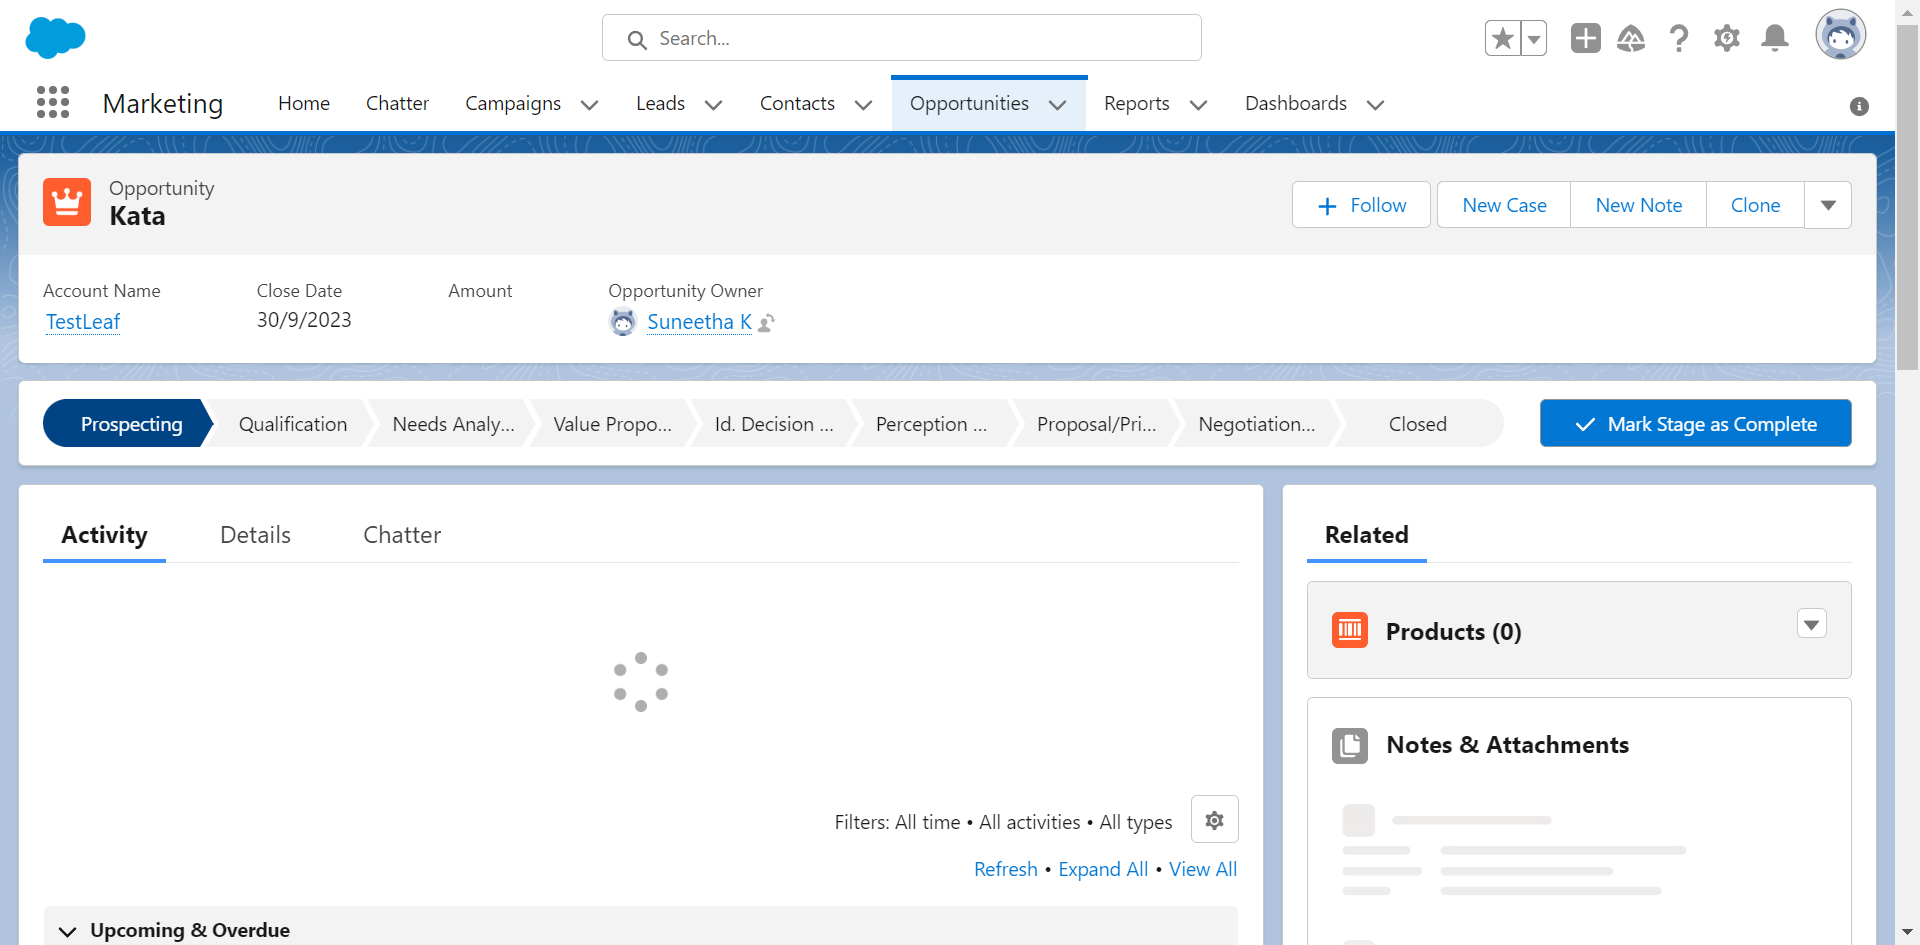 Search...
Marketing
Home
Chatter
Campaigns
Leads
Contacts
Opportunities
Reports
Dashboards
Opportunity
Kata
Follow
New Case
New Note
Clone
Account Name
Close Date
Amount
Opportunity Owner
TestLeaf
30/9/2023
Suneetha K
Prospecting
Qualification
Needs Analy...
Value Propo...
Id. Decision ...
Perception ...
Proposal/Pri...
Negotiation...
Closed
Mark Stage as Complete
Activity
Details
Chatter
Related
Products (0)
Notes & Attachments
Filters: All time • All activities • All types
Refresh • Expand All • View All
Upcoming & Overdue